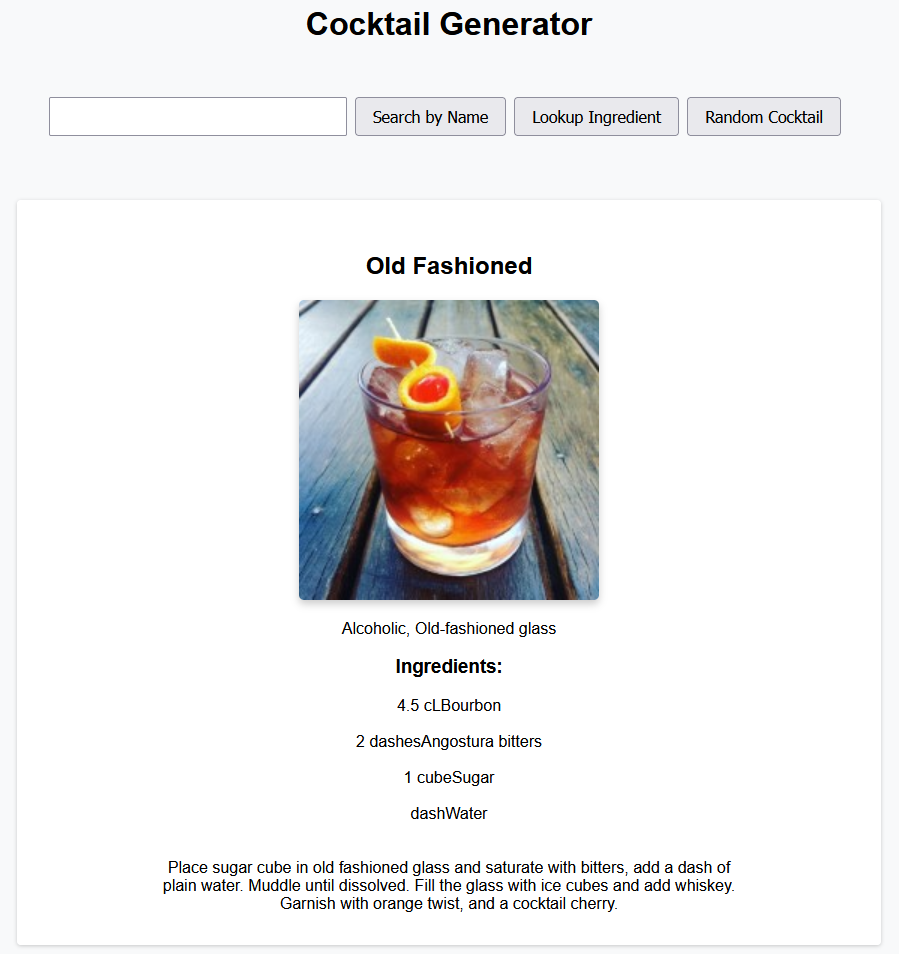 Cocktail Generator
Search by Name
Lookup Ingredient
Random Cocktail
Old Fashioned
Alcoholic, Old-fashioned glass
Ingredients:
4.5 cLBourbon
2 dashesAngostura bitters
1 cubeSugar
dashWater
Place sugar cube in old fashioned glass and saturate with bitters, add a dash of
plain water. Muddle until dissolved. Fill the glass with ice cubes and add whiskey.
Garnish with orange twist, and a cocktail cherry.